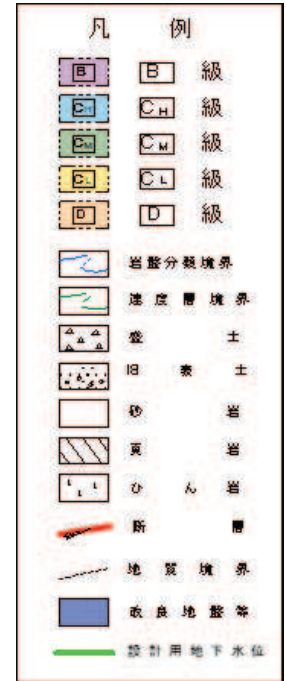 凡 例
B B 級
CH CH 級
CM CM 級
CL CL 級
D D 級
岩盤分類境界
速度層境界
盛土
旧表土
砂岩
頁岩
ひん岩
断層
地質境界
改良地盤等
設計用地下水位